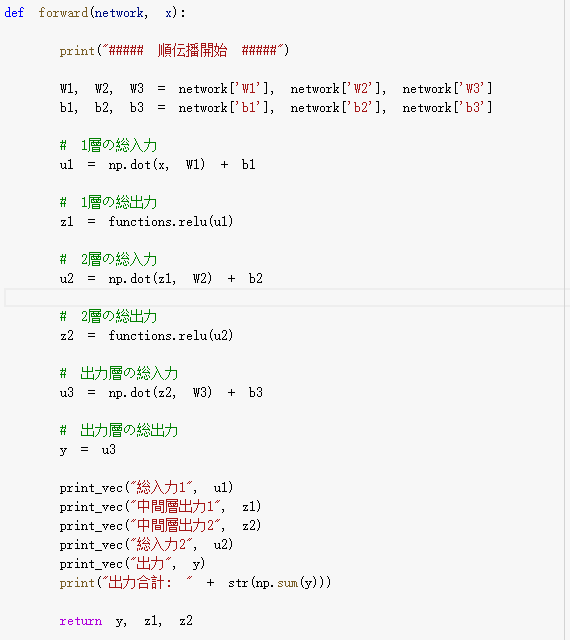 def forward(network, x):
print("##### 順伝播開始 #####")
W1, W2, W3 = network['W1'], network['W2'], network['W3']
b1, b2, b3 = network['b1'], network['b2'], network['b3']
# 1層の総入力
u1 = np.dot(x, W1) + b1
# 1層の総出力
z1 = functions.relu(u1)
# 2層の総入力
u2 = np.dot(z1, W2) + b2
# 2層の総出力
z2 = functions.relu(u2)
# 出力層の総入力
u3 = np.dot(z2, W3) + b3
# 出力層の総出力
y = u3
print_vec("総入力1", u1)
print_vec("中間層出力1", z1)
print_vec("中間層出力2", z2)
print_vec("総入力2", u2)
print_vec("出力", y)
print("出力合計: " + str(np.sum(y)))
return y, z1, z2